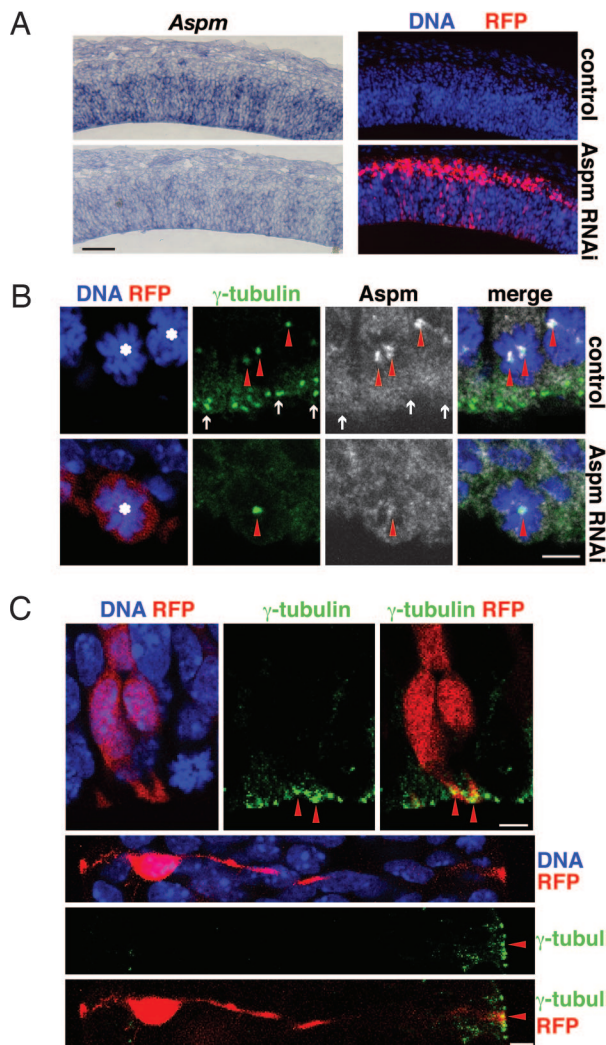 A
Aspm
DNA RFP
control
Aspm RNAi
B
DNA RFP
γ-tubulin
Aspm
merge
control
Aspm RNAi
C
DNA RFP
γ-tubulin
γ-tubulin RFP
DNA
RFP
γ-tubul
γ-tubul
RFP